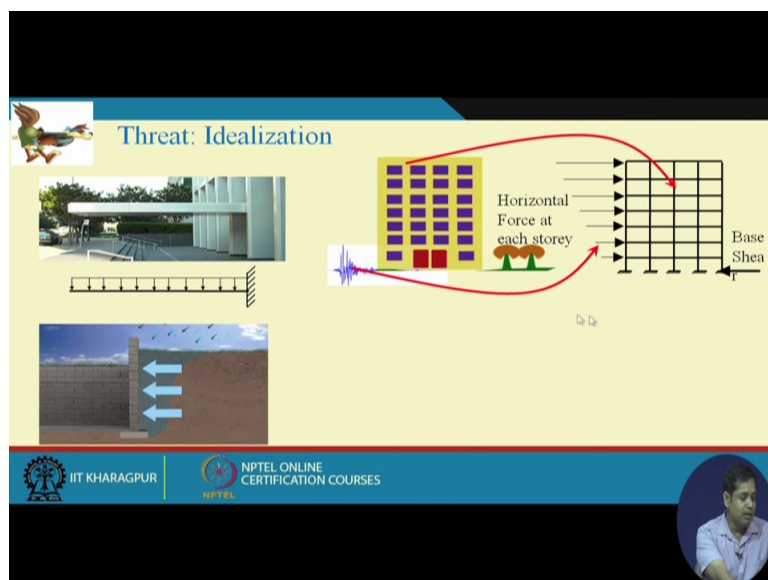 Threat: Idealization
Horizontal
Force at
each storey
Base
Shea
r
IIT KHARAGPUR
NPTEL
NPTEL ONLINE
CERTIFICATION COURSES